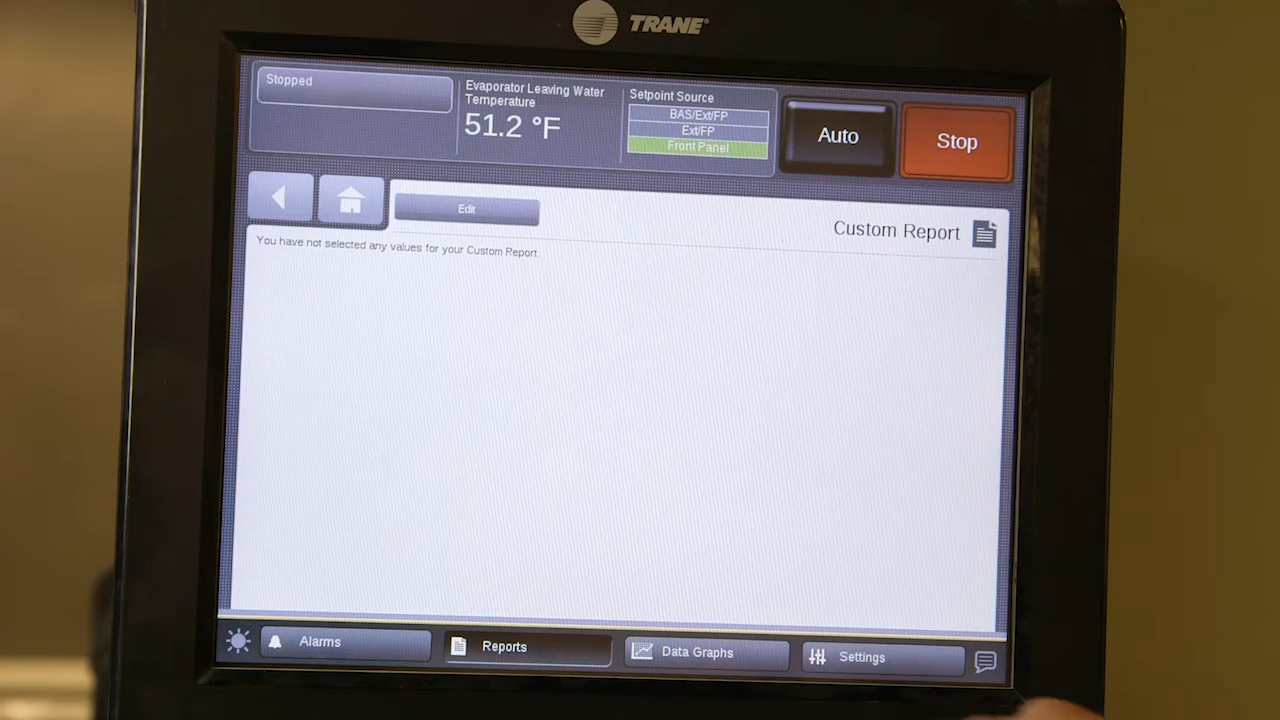 TRANE
Stopped
Evaporator Leaving Water
Temperature
51.2 °F
Setpoint Source
BAS/Ext/FP
Ext/FP
Front Panel
Auto
Stop
Edit
Custom Report
You have not selected any values for your Custom Report.
Alarms
Reports
Data Graphs
Settings